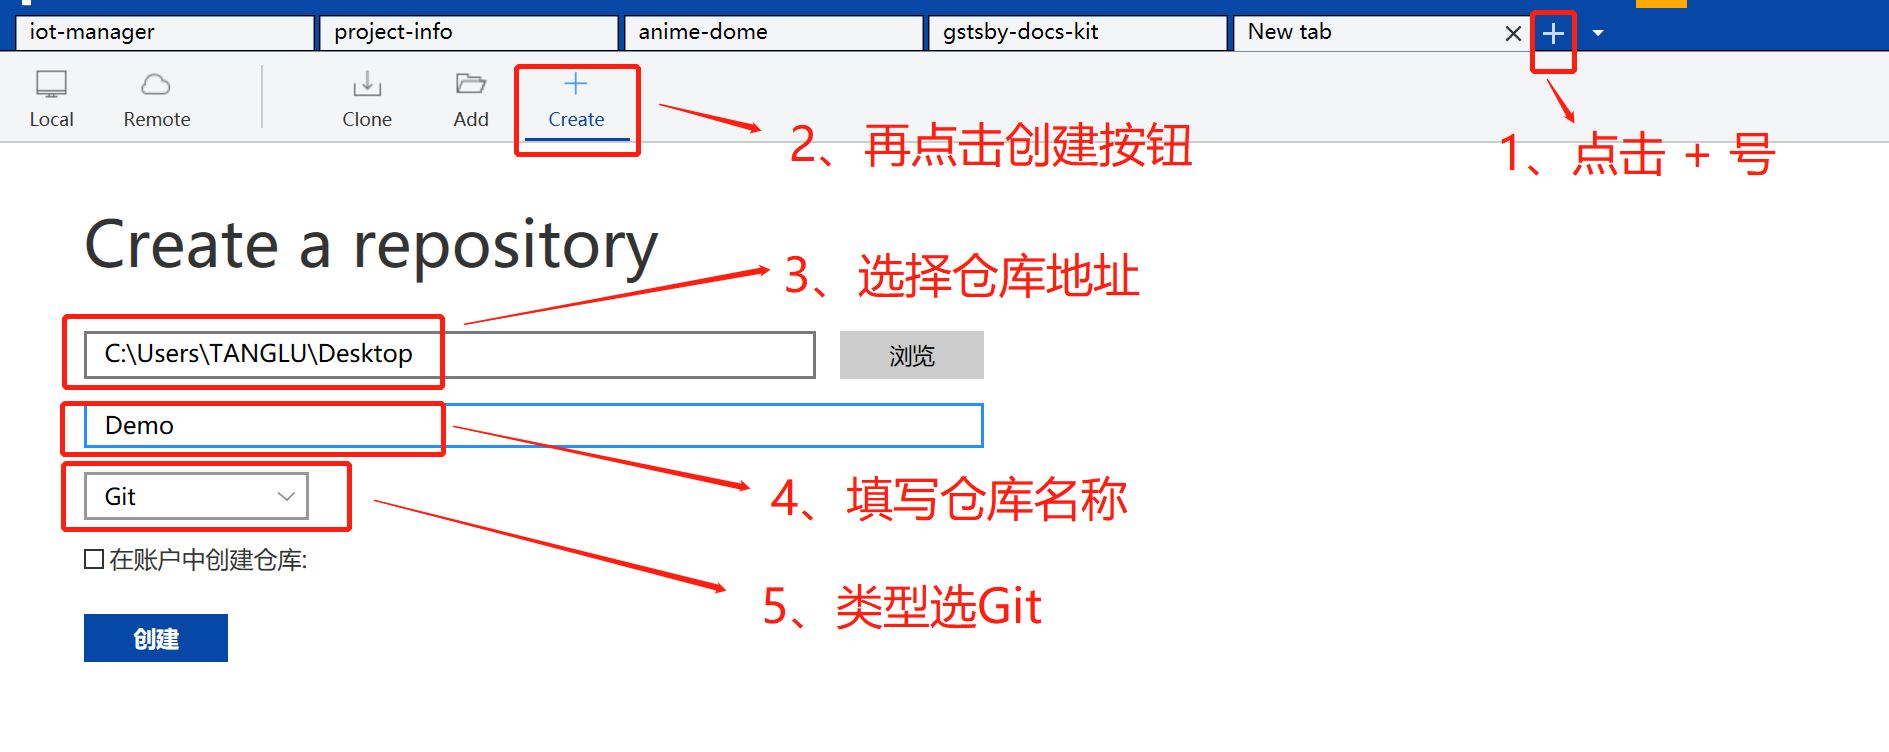 iot-manager
project-info
anime-dome
gstsby-docs-kit
New tab
Local
Remote
Clone
Add
Create
2、再点击创建按钮
1、点击 + 号
Create a repository
3、选择仓库地址
C:\Users\TANGLU\Desktop
浏览
Demo
4、填写仓库名称
Git
在账户中创建仓库:
5、类型选Git
创建